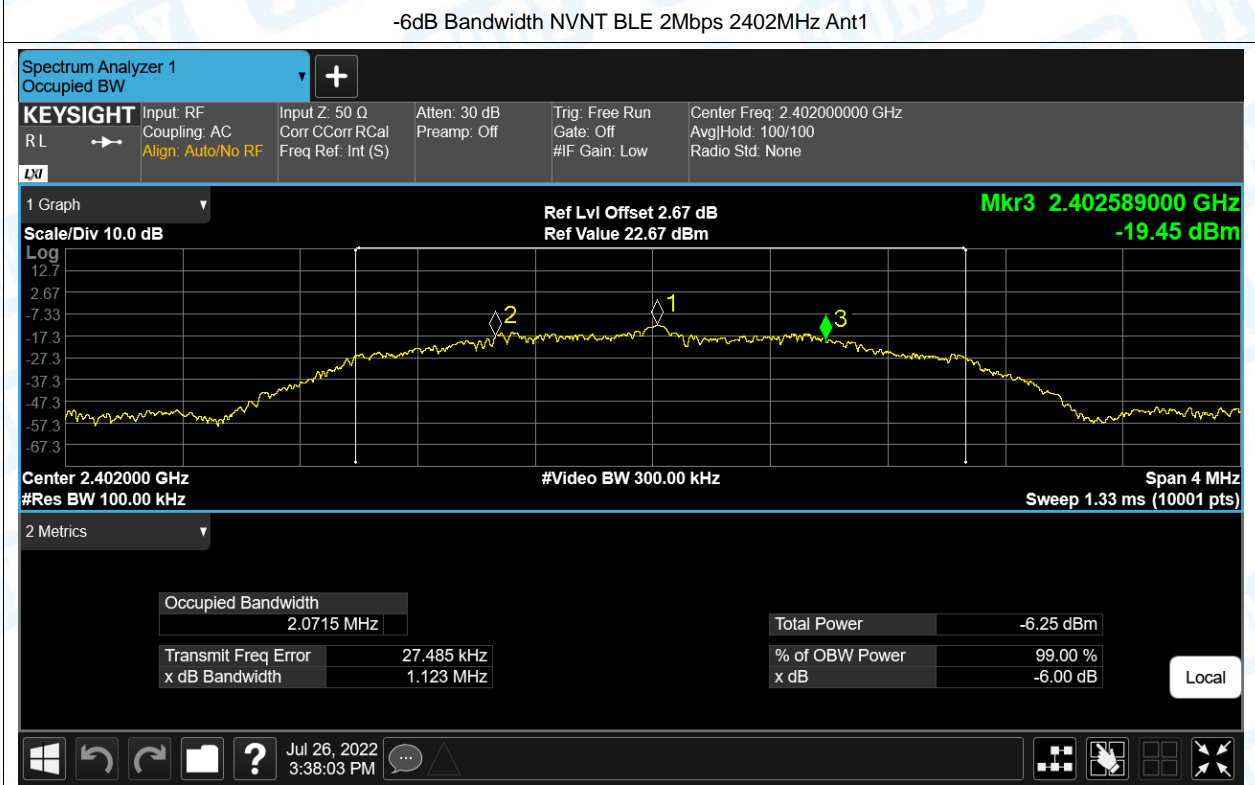 -6dB Bandwidth NVNT BLE 2Mbps 2402MHz Ant1
Spectrum Analyzer 1
Occupied BW
KEYSIGHT
R L
LXI
Input: RF
Coupling: AC
Align: Auto/No RF
Input Z: 50 Ω
Corr CCorr RCal
Freq Ref: Int (S)
Atten: 30 dB
Preamp: Off
Trig: Free Run
Gate: Off
#IF Gain: Low
Center Freq: 2.402000000 GHz
Avg|Hold: 100/100
Radio Std: None
1 Graph
Scale/Div 10.0 dB
Ref Lvl Offset 2.67 dB
Ref Value 22.67 dBm
Mkr3 2.402589000 GHz
-19.45 dBm
Log
12.7
2.67
-7.33
-17.3
-27.3
-37.3
-47.3
-57.3
-67.3
2
1
3
Center 2.402000 GHz
#Res BW 100.00 kHz
#Video BW 300.00 kHz
Span 4 MHz
Sweep 1.33 ms (10001 pts)
2 Metrics
Occupied Bandwidth
2.0715 MHz
Transmit Freq Error 27.485 kHz
x dB Bandwidth 1.123 MHz
Total Power -6.25 dBm
% of OBW Power 99.00 %
x dB -6.00 dB
Local
Jul 26, 2022
3:38:03 PM